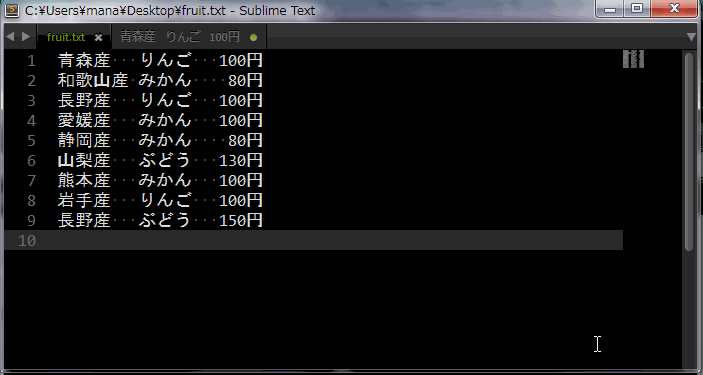 C:¥Users¥mana¥Desktop¥fruit.txt - Sublime Text
fruit.txt 青森産 りんご 100円
1 青森産···りんご···100円
2 和歌山産·みかん····80円
3 長野産···りんご···100円
4 愛媛産···みかん···100円
5 静岡産···みかん····80円
6 山梨産···ぶどう···130円
7 熊本産···みかん···100円
8 岩手産···りんご···100円
9 長野産···ぶどう···150円
10